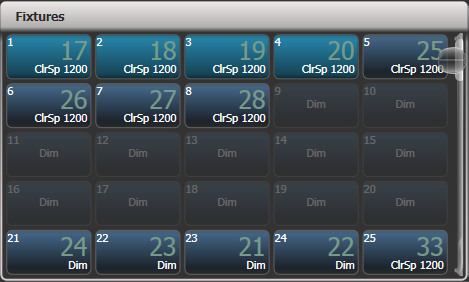 Fixtures
1 17 2 18 3 19 4 20 5 25
ClrSp 1200 ClrSp 1200 ClrSp 1200 ClrSp 1200 ClrSp 1200
6 26 7 27 8 28 9 10
ClrSp 1200 ClrSp 1200 ClrSp 1200 Dim Dim
11 12 13 14 15
Dim Dim Dim Dim Dim
16 17 18 19 20
Dim Dim Dim Dim Dim
21 24 22 23 23 21 24 22 25 33
Dim Dim Dim Dim ClrSp 1200